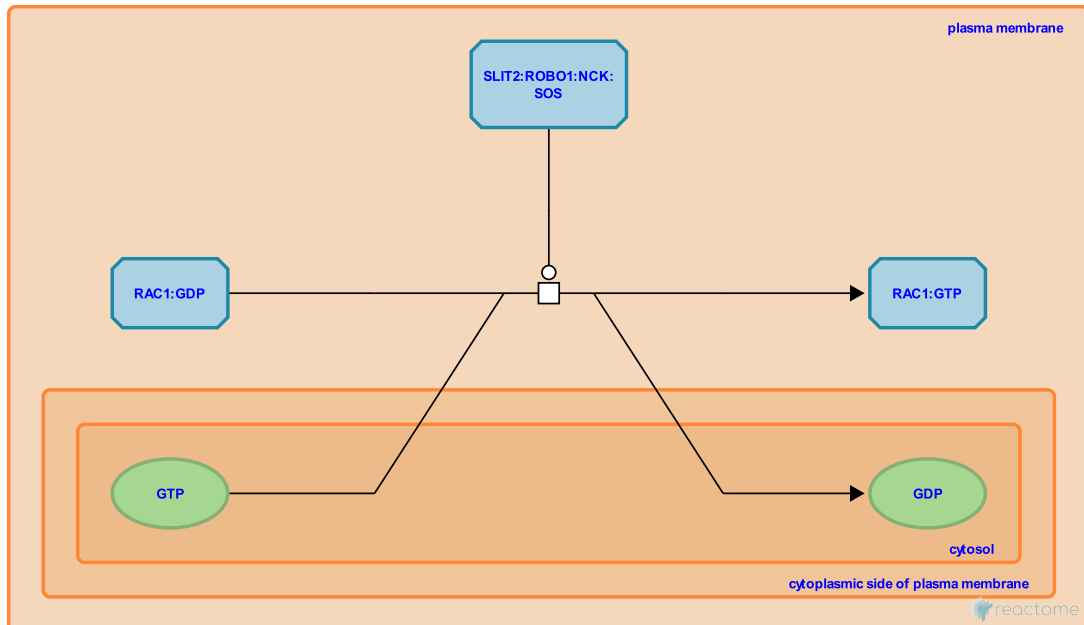 plasma membrane
SLIT2:ROBO1:NCK:
SOS
RAC1:GDP
RAC1:GTP
GTP
GDP
cytosol
cytoplasmic side of plasma membrane
reactome